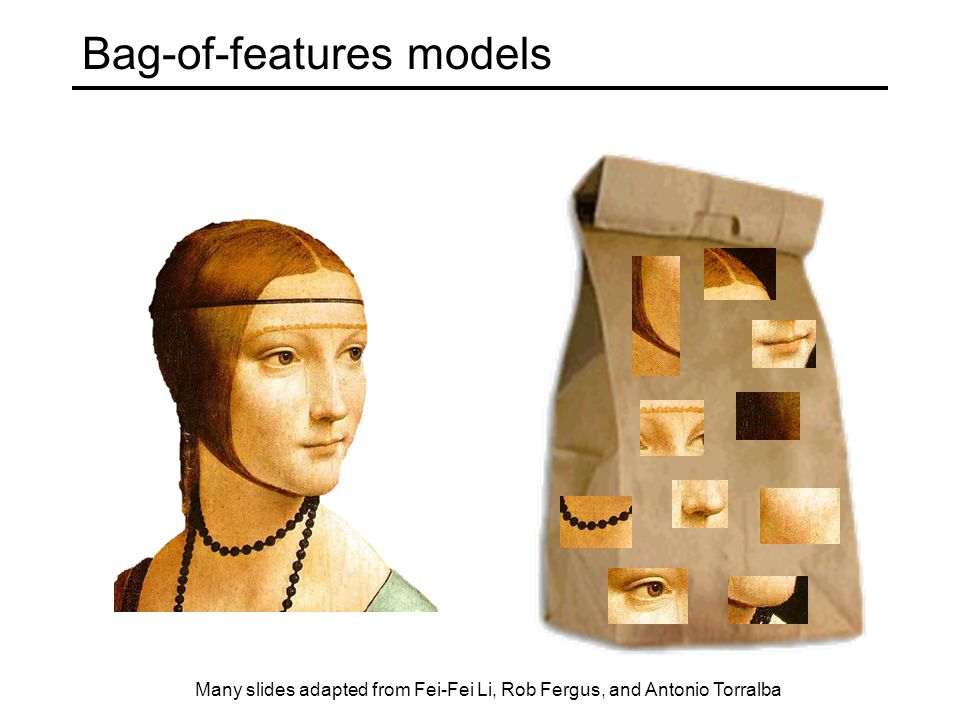 Bag-of-features models
Many slides adapted from Fei-Fei Li, Rob Fergus, and Antonio Torralba